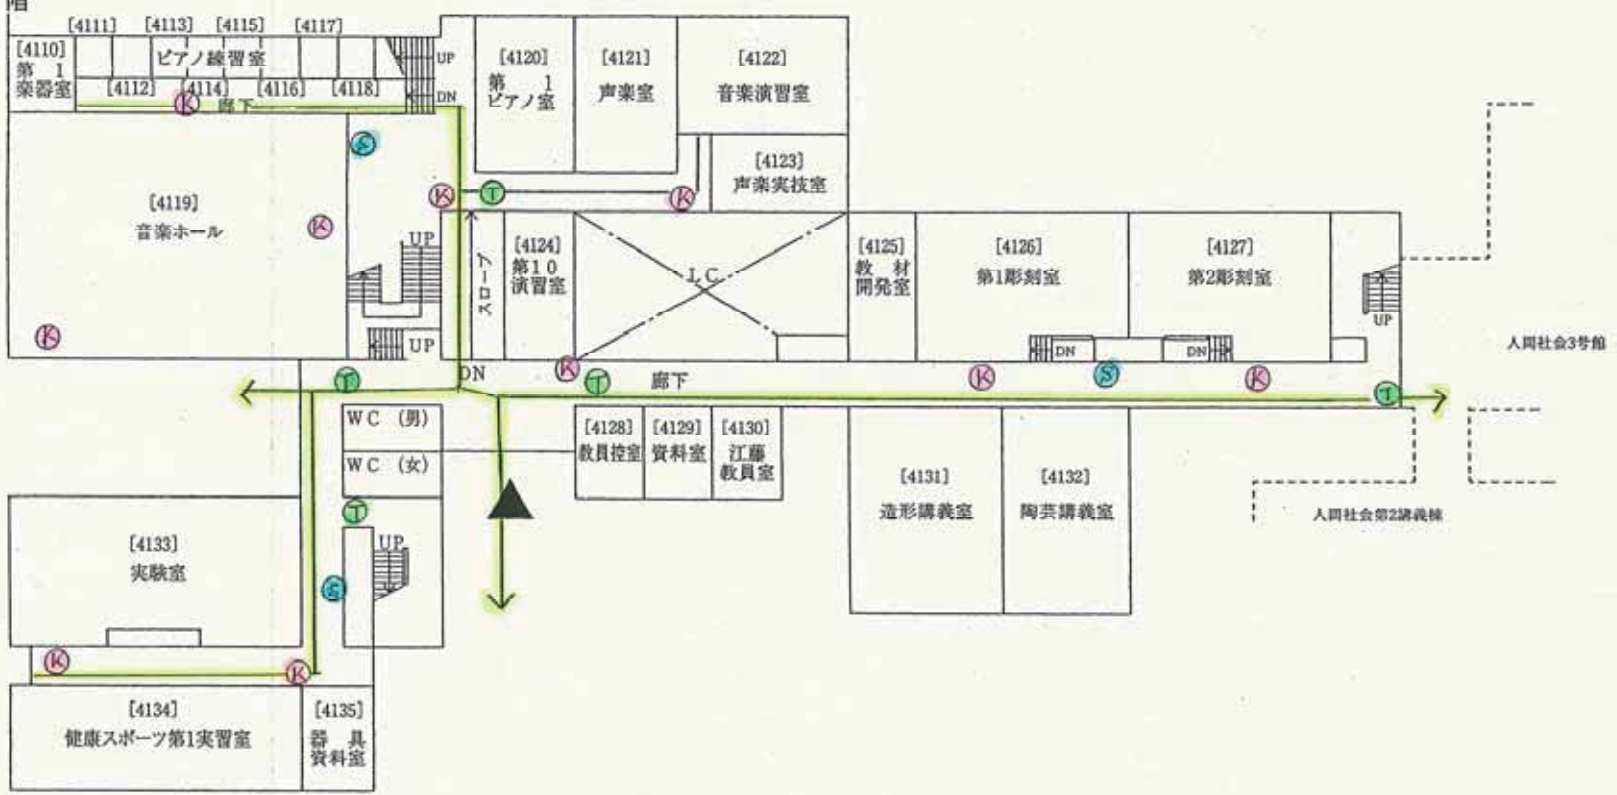 階
[4111] [4113] [4115] [4117]
[4110]
第 1
楽器室
ピアノ練習室
[4112] [4114] [4116] [4118]
UP
DN
K 廊下
[4120]
第 1
ピアノ室
[4121]
声楽室
[4122]
音楽演習室
[4123]
声楽実技室
S
K T K
[4119]
音楽ホール
K
K
UP
UP
スロープ
[4124]
第10
演習室
L.C.
[4125]
教 材
開発室
[4126]
第1彫刻室
[4127]
第2彫刻室
DN
DN
UP
人間社会3号館
T
DN
K
T
廊下
K
S
K
T
WC (男)
WC (女)
[4128]
教員控室
[4129]
資料室
[4130]
江藤
教員室
[4131]
造形講義室
[4132]
陶芸講義室
人間社会第2講義棟
T
UP
S
[4133]
実験室
K
K
[4134]
健康スポーツ第1実習室
[4135]
器 具
資料室